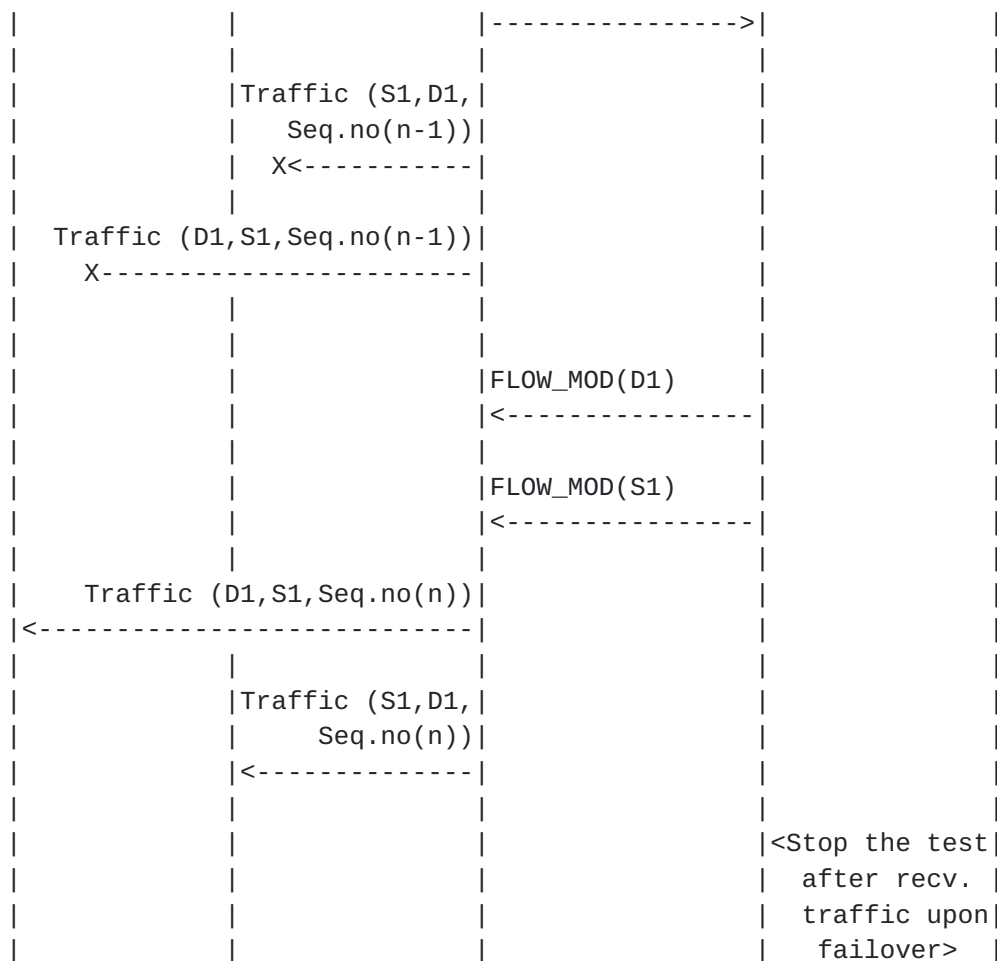 |             |               |---------------->|              |
|             |               |                 |              |
|             |Traffic (S1,D1,|                 |              |
|             |   Seq.no(n-1))|                 |              |
|             |  X<-----------|                 |              |
|             |               |                 |              |
|  Traffic (D1,S1,Seq.no(n-1))|                 |              |
|    X------------------------|                 |              |
|             |               |                 |              |
|             |               |                 |              |
|             |               |FLOW_MOD(D1)     |              |
|             |               |<----------------|              |
|             |               |                 |              |
|             |               |FLOW_MOD(S1)     |              |
|             |               |<----------------|              |
|             |               |                 |              |
|    Traffic (D1,S1,Seq.no(n))|                 |              |
|<----------------------------|                 |              |
|             |               |                 |              |
|             |Traffic (S1,D1,|                 |              |
|             |     Seq.no(n))|                 |              |
|             |<--------------|                 |              |
|             |               |                 |              |
|             |               |                 |<Stop the test|
|             |               |                 |  after recv. |
|             |               |                 |  traffic upon|
|             |               |                 |   failover>  |